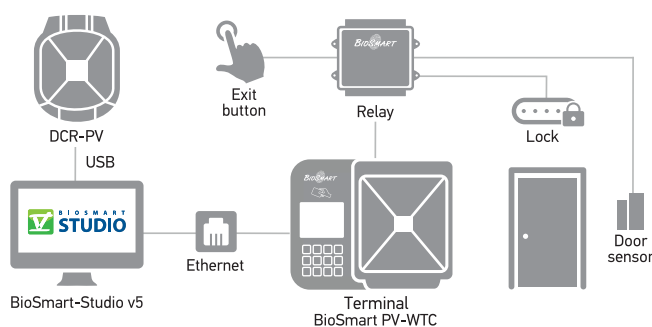 BIOSMART
Exit
button
Relay
DCR-PV
Lock
USB
BIOSMART
BIOSMART
STUDIO
Ethernet
Door
sensor
BioSmart-Studio v5
Terminal
BioSmart PV-WTC